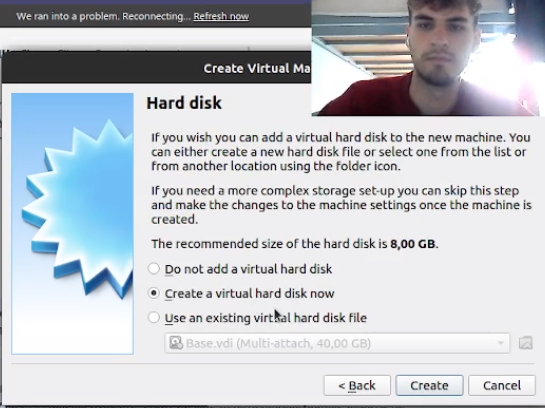 We ran into a problem. Reconnecting... Refresh now
Create Virtual Ma
Hard disk
If you wish you can add a virtual hard disk to the new machine. You
can either create a new hard disk file or select one from the list or
from another location using the folder icon.
If you need a more complex storage set-up you can skip this step
and make the changes to the machine settings once the machine is
created.
The recommended size of the hard disk is 8,00 GB.
Do not add a virtual hard disk
Create a virtual hard disk now
Use an existing virtual hard disk file
Base.vdi (Multi-attach, 40,00 GB)
< Back
Create
Cancel